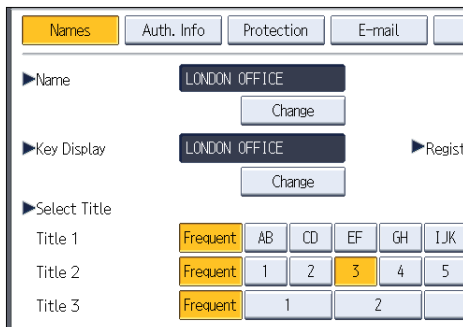 Names Auth. Info Protection E-mail
▶Name LONDON OFFICE
Change
▶Key Display LONDON OFFICE ▶Regist
Change
▶Select Title
Title 1 Frequent AB CD EF GH IJK
Title 2 Frequent 1 2 3 4 5
Title 3 Frequent 1 2